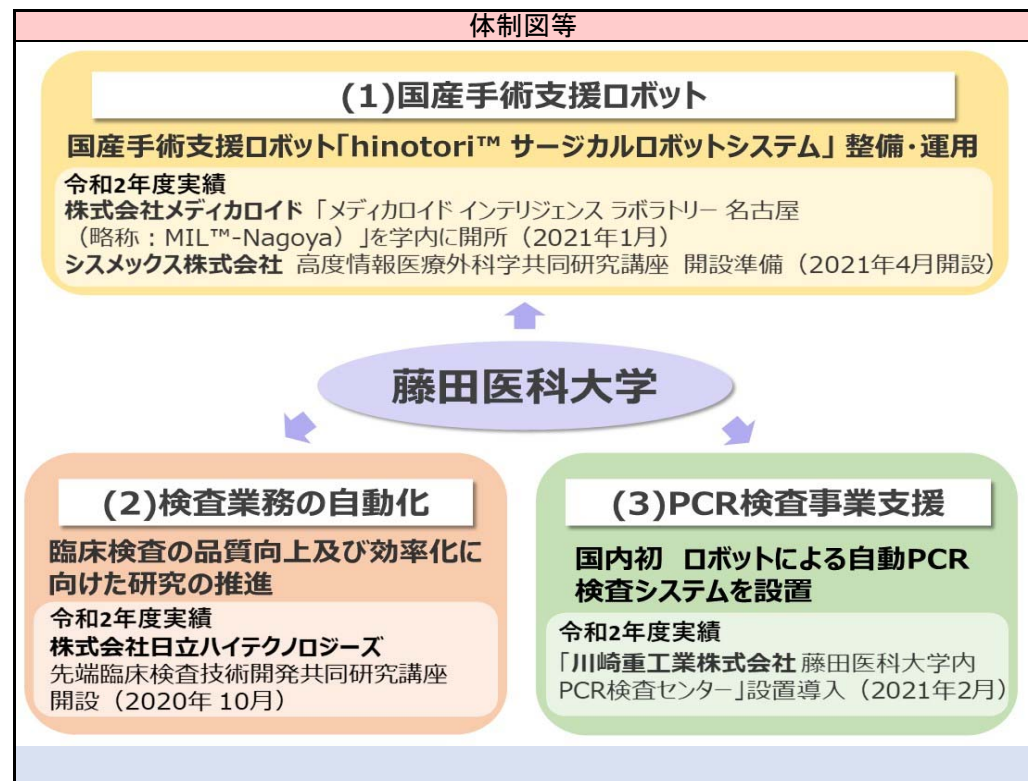 体制図等
(1)国産手術支援ロボット
国産手術支援ロボット「hinotori™ サージカルロボットシステム」 整備・運用
令和2年度実績
株式会社メディカロイド 「メディカロイド インテリジェンス ラボラトリー 名古屋
（略称：MIL™-Nagoya）」を学内に開所（2021年1月）
シスメックス株式会社 高度情報医療外科学共同研究講座 開設準備（2021年4月開設）
藤田医科大学
(2)検査業務の自動化
臨床検査の品質向上及び効率化に
向けた研究の推進
令和2年度実績
株式会社日立ハイテクノロジーズ
先端臨床検査技術開発共同研究講座
開設（2020年 10月）
(3)PCR検査事業支援
国内初 ロボットによる自動PCR
検査システムを設置
令和2年度実績
「川崎重工業株式会社 藤田医科大学内
PCR検査センター」設置導入（2021年2月）